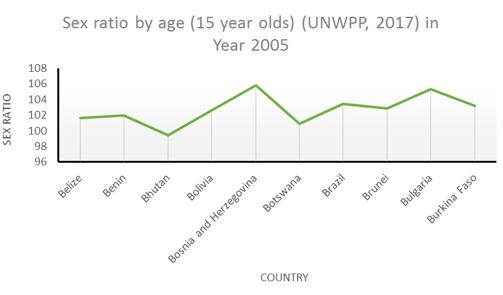 Sex ratio by age (15 year olds) (UNWPP, 2017) in
Year 2005
SEX RATIO
108
106
104
102
100
98
96
Belize
Benin
Bhutan
Bolivia
Bosnia and Herzegovina
Botswana
Brazil
Brunei
Bulgaria
Burkina Faso
COUNTRY